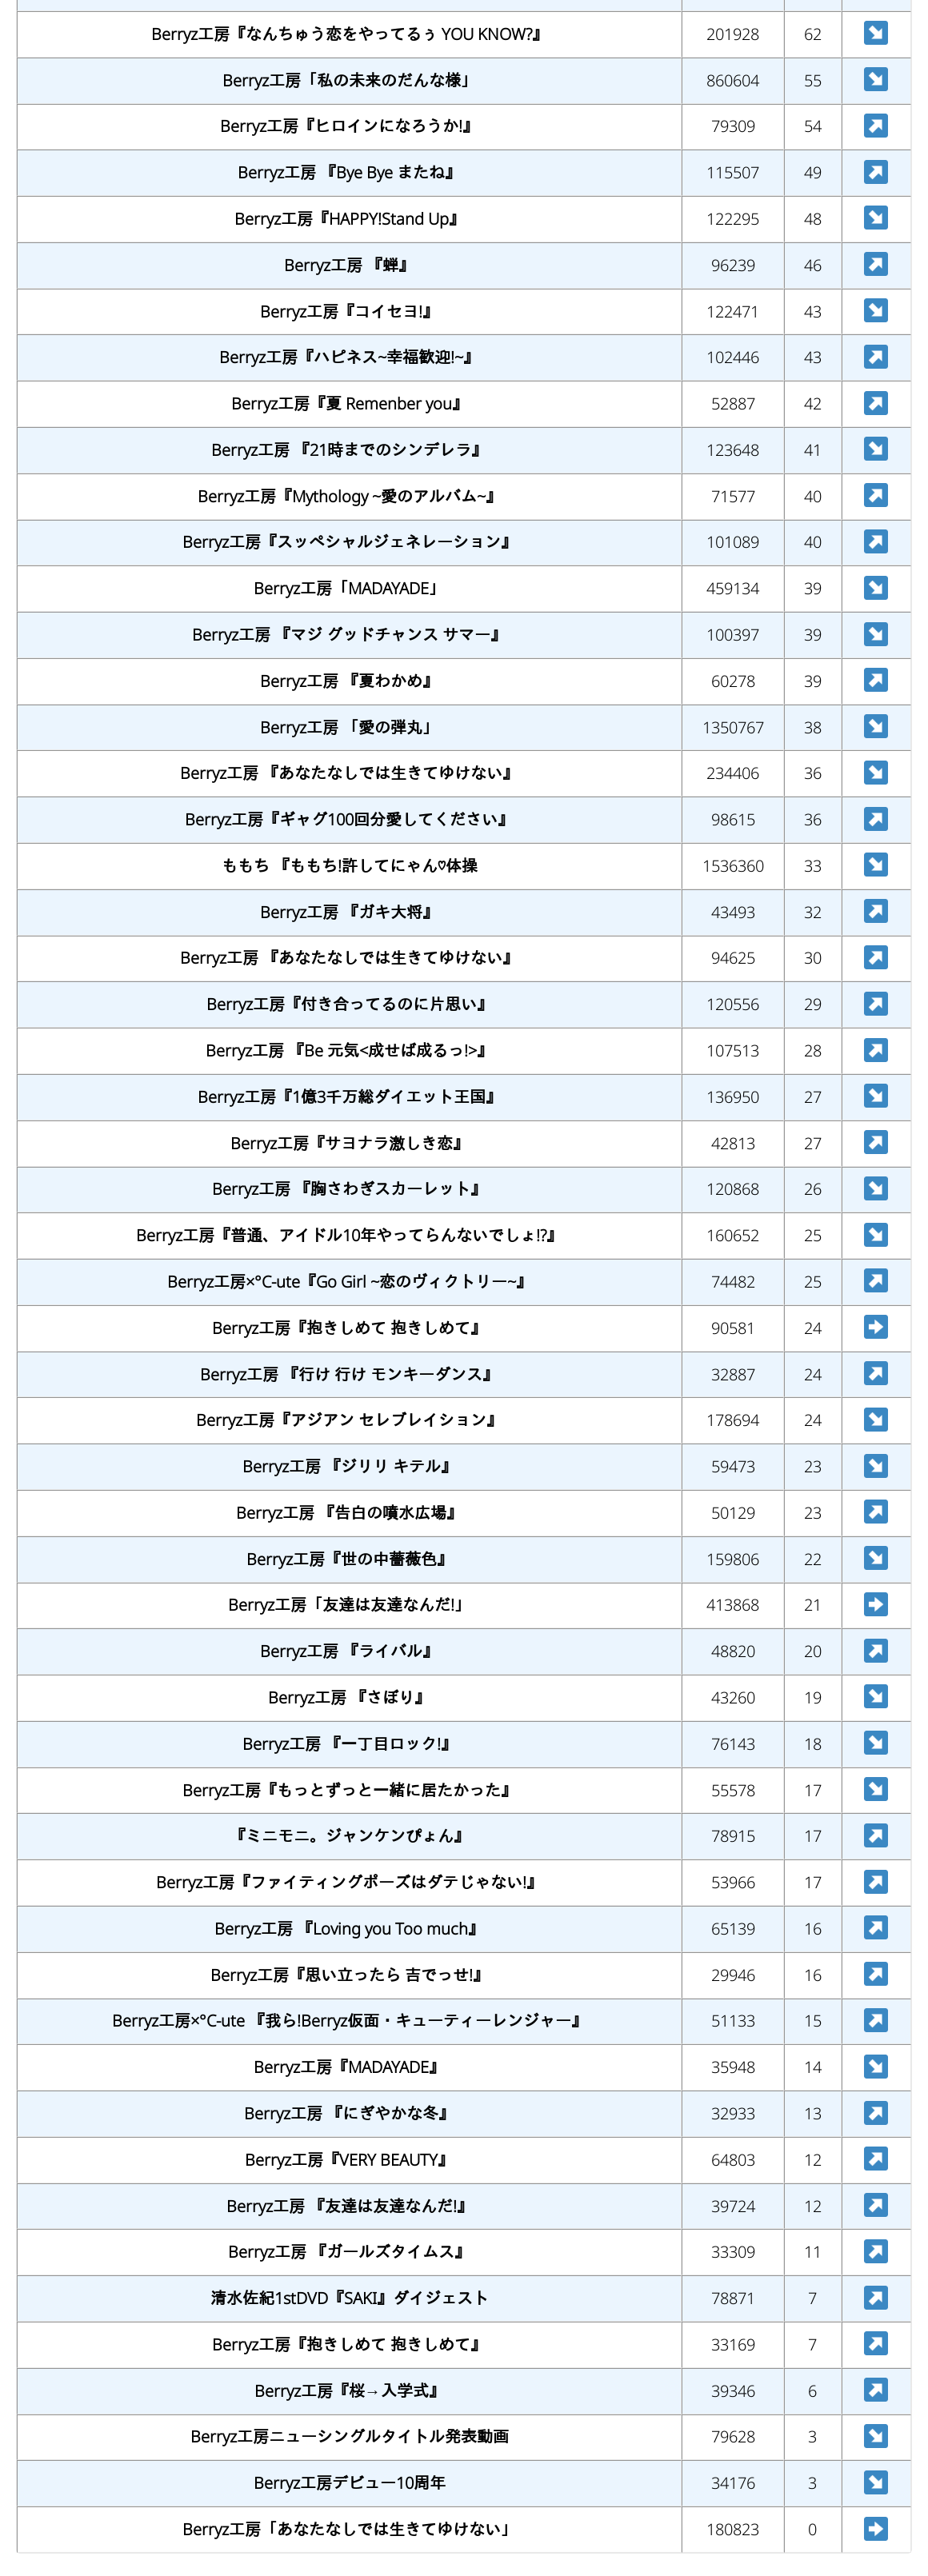 Berryz工房『なんちゅう恋をやってるぅ YOU KNOW?』 201928 62 ↘
Berryz工房「私の未来のだんな様」 860604 55 ↘
Berryz工房『ヒロインになろうか!』 79309 54 ↗
Berryz工房 『Bye Bye またね』 115507 49 ↗
Berryz工房『HAPPY!Stand Up』 122295 48 ↘
Berryz工房 『蝉』 96239 46 ↗
Berryz工房『コイセヨ!』 122471 43 ↘
Berryz工房『ハピネス~幸福歓迎!~』 102446 43 ↗
Berryz工房『夏 Remenber you』 52887 42 ↗
Berryz工房 『21時までのシンデレラ』 123648 41 ↘
Berryz工房『Mythology ~愛のアルバム~』 71577 40 ↗
Berryz工房『スッペシャルジェネレーション』 101089 40 ↗
Berryz工房「MADAYADE」 459134 39 ↘
Berryz工房 『マジ グッドチャンス サマー』 100397 39 ↘
Berryz工房 『夏わかめ』 60278 39 ↗
Berryz工房 「愛の弾丸」 1350767 38 ↘
Berryz工房 『あなたなしでは生きてゆけない』 234406 36 ↘
Berryz工房『ギャグ100回分愛してください』 98615 36 ↗
ももち 『ももち!許してにゃん♡体操 1536360 33 ↘
Berryz工房 『ガキ大将』 43493 32 ↗
Berryz工房 『あなたなしでは生きてゆけない』 94625 30 ↗
Berryz工房『付き合ってるのに片思い』 120556 29 ↗
Berryz工房 『Be 元気<成せば成るっ!>』 107513 28 ↗
Berryz工房『1億3千万総ダイエット王国』 136950 27 ↘
Berryz工房『サヨナラ激しき恋』 42813 27 ↗
Berryz工房 『胸さわぎスカーレット』 120868 26 ↘
Berryz工房『普通、アイドル10年やってらんないでしょ!?』 160652 25 ↘
Berryz工房×°C-ute『Go Girl ~恋のヴィクトリー~』 74482 25 ↗
Berryz工房『抱きしめて 抱きしめて』 90581 24 ➡
Berryz工房 『行け 行け モンキーダンス』 32887 24 ↗
Berryz工房『アジアン セレブレイション』 178694 24 ↘
Berryz工房 『ジリリ キテル』 59473 23 ↘
Berryz工房 『告白の噴水広場』 50129 23 ↗
Berryz工房『世の中薔薇色』 159806 22 ↘
Berryz工房「友達は友達なんだ!」 413868 21 ➡
Berryz工房 『ライバル』 48820 20 ↗
Berryz工房 『さぼり』 43260 19 ↘
Berryz工房 『一丁目ロック!』 76143 18 ↘
Berryz工房『もっとずっと一緒に居たかった』 55578 17 ↘
『ミニモニ。ジャンケンぴょん』 78915 17 ↗
Berryz工房『ファイティングポーズはダテじゃない!』 53966 17 ↗
Berryz工房 『Loving you Too much』 65139 16 ↗
Berryz工房『思い立ったら 吉でっせ!』 29946 16 ↗
Berryz工房×°C-ute 『我ら!Berryz仮面・キューティーレンジャー』 51133 15 ↗
Berryz工房『MADAYADE』 35948 14 ↘
Berryz工房 『にぎやかな冬』 32933 13 ↗
Berryz工房『VERY BEAUTY』 64803 12 ↗
Berryz工房 『友達は友達なんだ!』 39724 12 ↗
Berryz工房 『ガールズタイムス』 33309 11 ↗
清水佐紀1stDVD『SAKI』ダイジェスト 78871 7 ↗
Berryz工房『抱きしめて 抱きしめて』 33169 7 ↗
Berryz工房『桜→入学式』 39346 6 ↗
Berryz工房ニューシングルタイトル発表動画 79628 3 ↘
Berryz工房デビュー10周年 34176 3 ↘
Berryz工房「あなたなしでは生きてゆけない」 180823 0 ➡